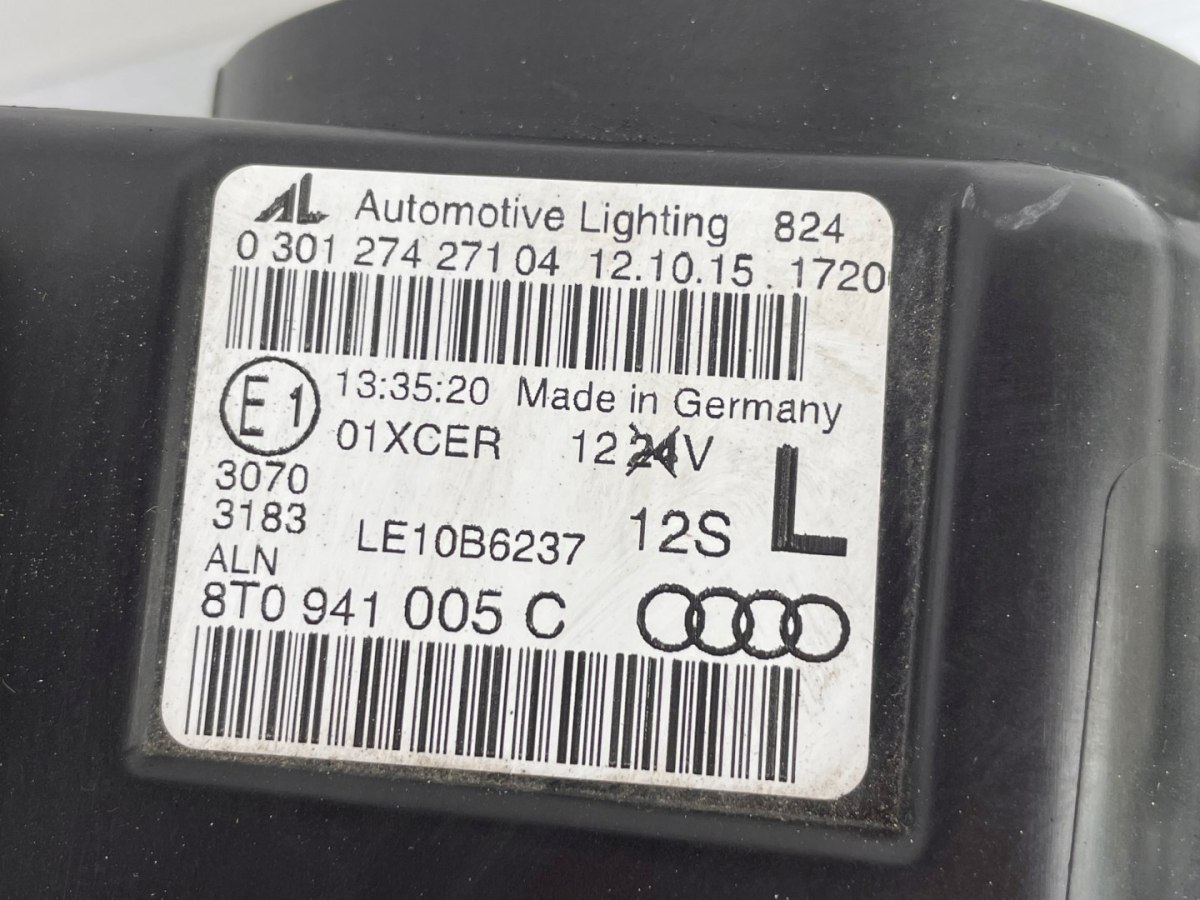 AL Automotive Lighting 824
0 301 274 271 04 12.10.15 . 1720
E1 13:35:20 Made in Germany
01XCER 12 24V L
3070
3183 LE10B6237 12S
ALN
8T0 941 005 C